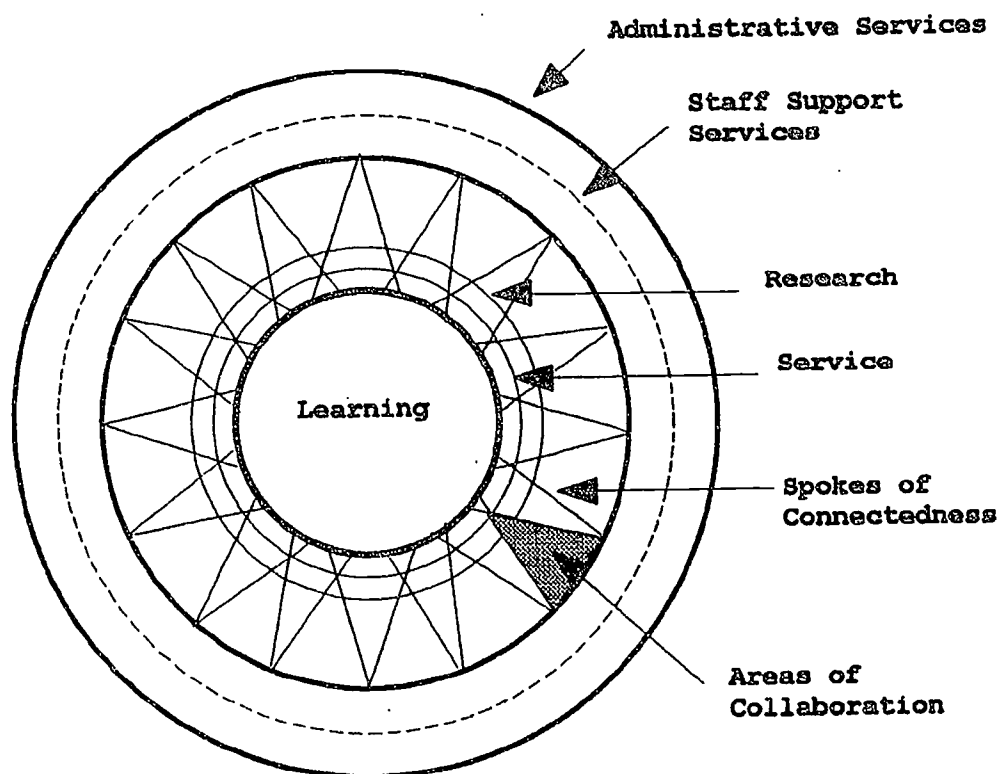 Administrative Services
Staff Support
Services
Research
Service
Learning
Spokes of
Connectedness
Areas of
Collaboration